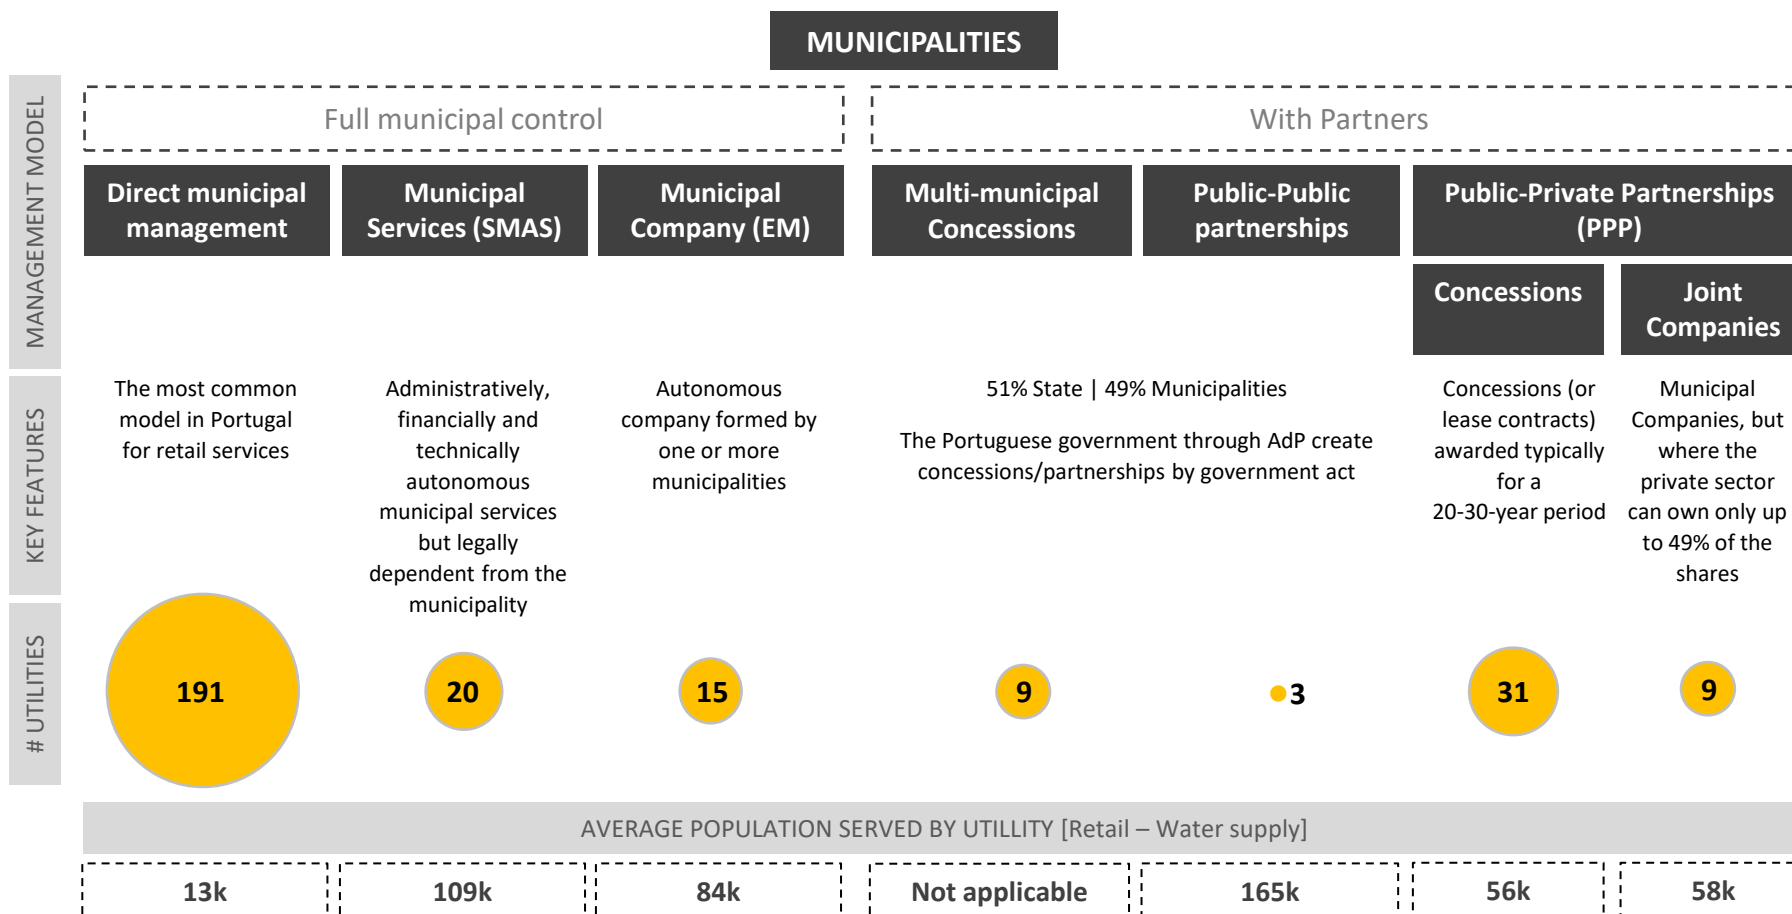 MUNICIPALITIES
MANAGEMENT MODEL
Full municipal control
With Partners
Direct municipal
management
Municipal
Services (SMAS)
Municipal
Company (EM)
Multi-municipal
Concessions
Public-Public
partnerships
Public-Private Partnerships
(PPP)
Concessions
Joint
Companies
KEY FEATURES
The most common
model in Portugal
for retail services
Administratively,
financially and
technically
autonomous
municipal services
but legally
dependent from the
municipality
Autonomous
company formed by
one or more
municipalities
51% State | 49% Municipalities
The Portuguese government through AdP create
concessions/partnerships by government act
Concessions (or
lease contracts)
awarded typically
for a
20-30-year period
Municipal
Companies, but
where the
private sector
can own only up
to 49% of the
shares
# UTILITIES
191
20
15
9
3
31
9
AVERAGE POPULATION SERVED BY UTILLITY [Retail – Water supply]
13k
109k
84k
Not applicable
165k
56k
58k